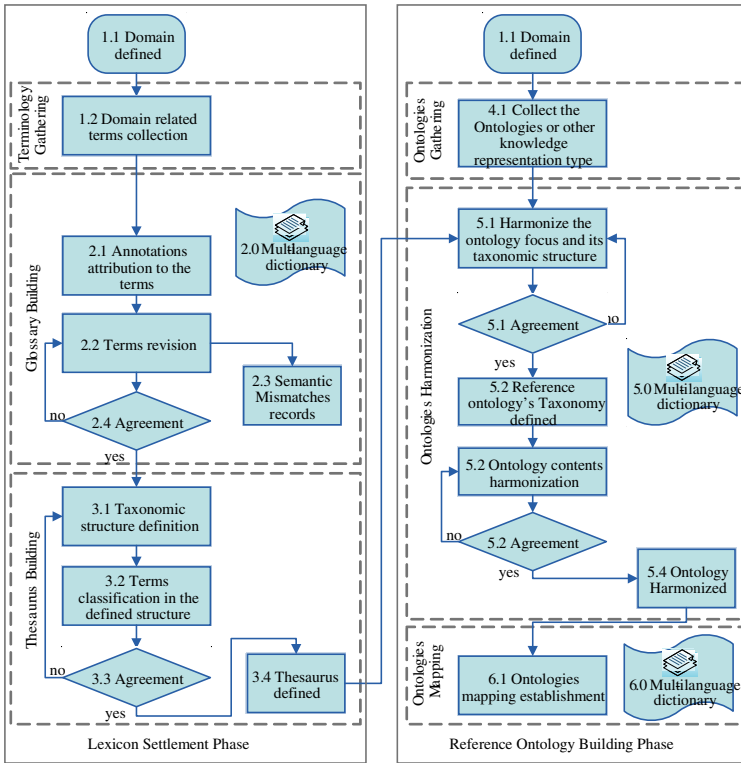 1.1 Domain
defined
Terminology
Gathering
1.2 Domain related
terms collection
Glossary Building
2.0 Multilanguage
dictionary
2.1 Annotations
attribution to the
terms
2.2 Terms revision
2.3 Semantic
Mismatches
records
no
2.4 Agreement
yes
Thesaurus Building
3.1 Taxonomic
structure definition
3.2 Terms
classification in the
defined structure
no
3.3 Agreement
yes
3.4 Thesaurus
defined
Lexicon Settlement Phase
1.1 Domain
defined
Ontologies
Gathering
4.1 Collect the
Ontologies or other
knowledge
representation type
Ontologies Harmonization
5.1 Harmonize the
ontology focus and its
taxonomic structure
no
5.1 Agreement
yes
5.0 Multilanguage
dictionary
5.2 Reference
ontology's Taxonomy
defined
5.2 Ontology contents
harmonization
no
5.2 Agreement
yes
5.4 Ontology
Harmonized
Ontologies
Mapping
6.1 Ontologies
mapping establishment
6.0 Multilanguage
dictionary
Reference Ontology Building Phase